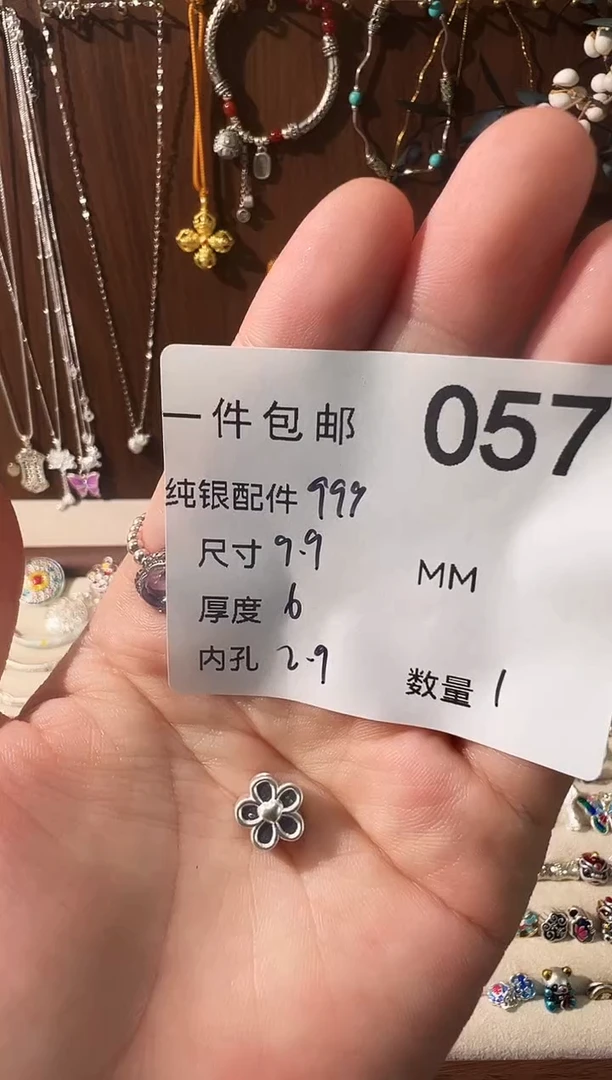 一件包邮 057
纯银配件 999
尺寸 9.9 MM
厚度 6
内孔 2.9
数量 1